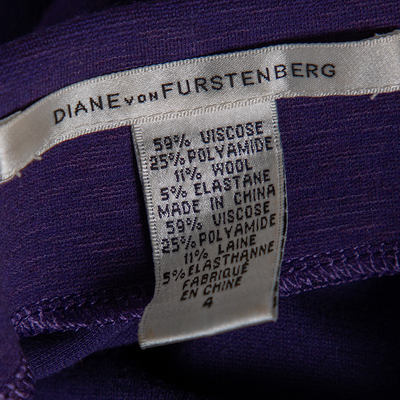 DIANE VON FURSTENBERG
59% VISCOSE
25% POLYAMIDE
11% WOOL
5% ELASTANE
MADE IN CHINA
59% VISCOSE
25% POLYAMIDE
11% LAINE
5% ELASTHANNE
FABRIQUÉ
EN CHINE
4